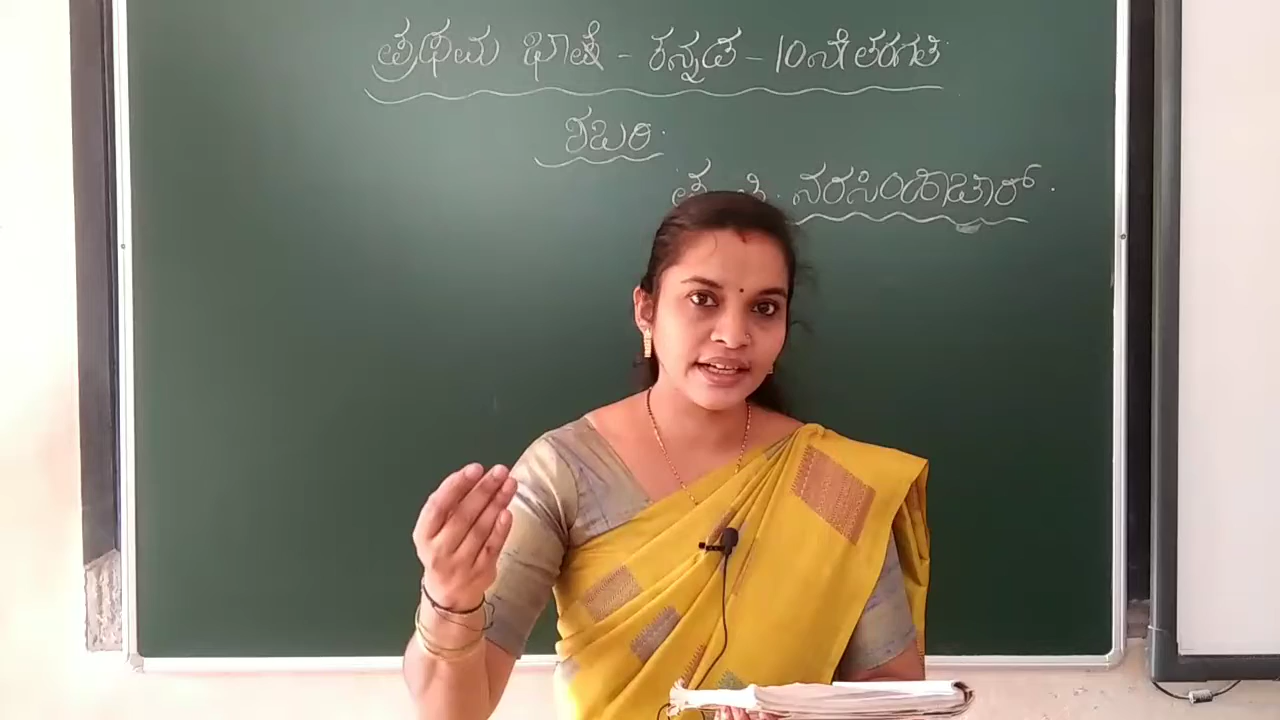 ಪ್ರಥಮ ಭಾಷೆ - ಕನ್ನಡ - 10ನೇ ತರಗತಿ
ಶಬರಿ.
ನರಸಿಂಹಾಚಾರ್.